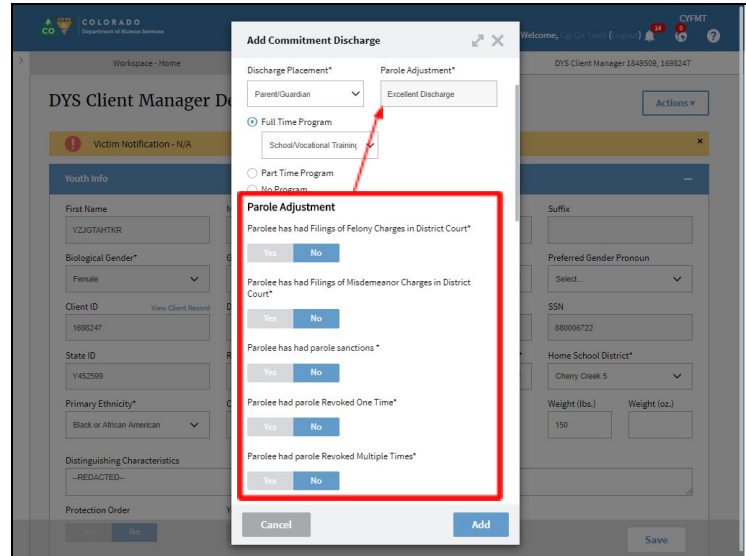 COLORADO
CO
CDHS
Department of Human Services
CYFMT
Welcome, Cgi Qa Test5 (Logout)
Workspace - Home
DYS Client Manager 1849509, 1698247
DYS Client Manager De
Actions
Victim Notification - N/A
Youth Info
First Name
Suffix
YZJGTAHTKR
Biological Gender*
Preferred Gender Pronoun
Female
Select...
Client ID
View Client Record
SSN
1698247
880006722
State ID
Home School District*
Y452599
Cherry Creek 5
Primary Ethnicity*
Weight (lbs.)
Weight (oz.)
Black or African American
150
Distinguishing Characteristics
--REDACTED--
Protection Order
Yes
No
Save
Add Commitment Discharge
Discharge Placement*
Parole Adjustment*
Parent/Guardian
Excellent Discharge
Full Time Program
School/Vocational Training
Part Time Program
No Program
Parole Adjustment
Parolee has had Filings of Felony Charges in District Court*
Yes
No
Parolee has had Filings of Misdemeanor Charges in District
Court*
Yes
No
Parolee has had parole sanctions *
Yes
No
Parolee had parole Revoked One Time*
Yes
No
Parolee had parole Revoked Multiple Times*
Yes
No
Cancel
Add